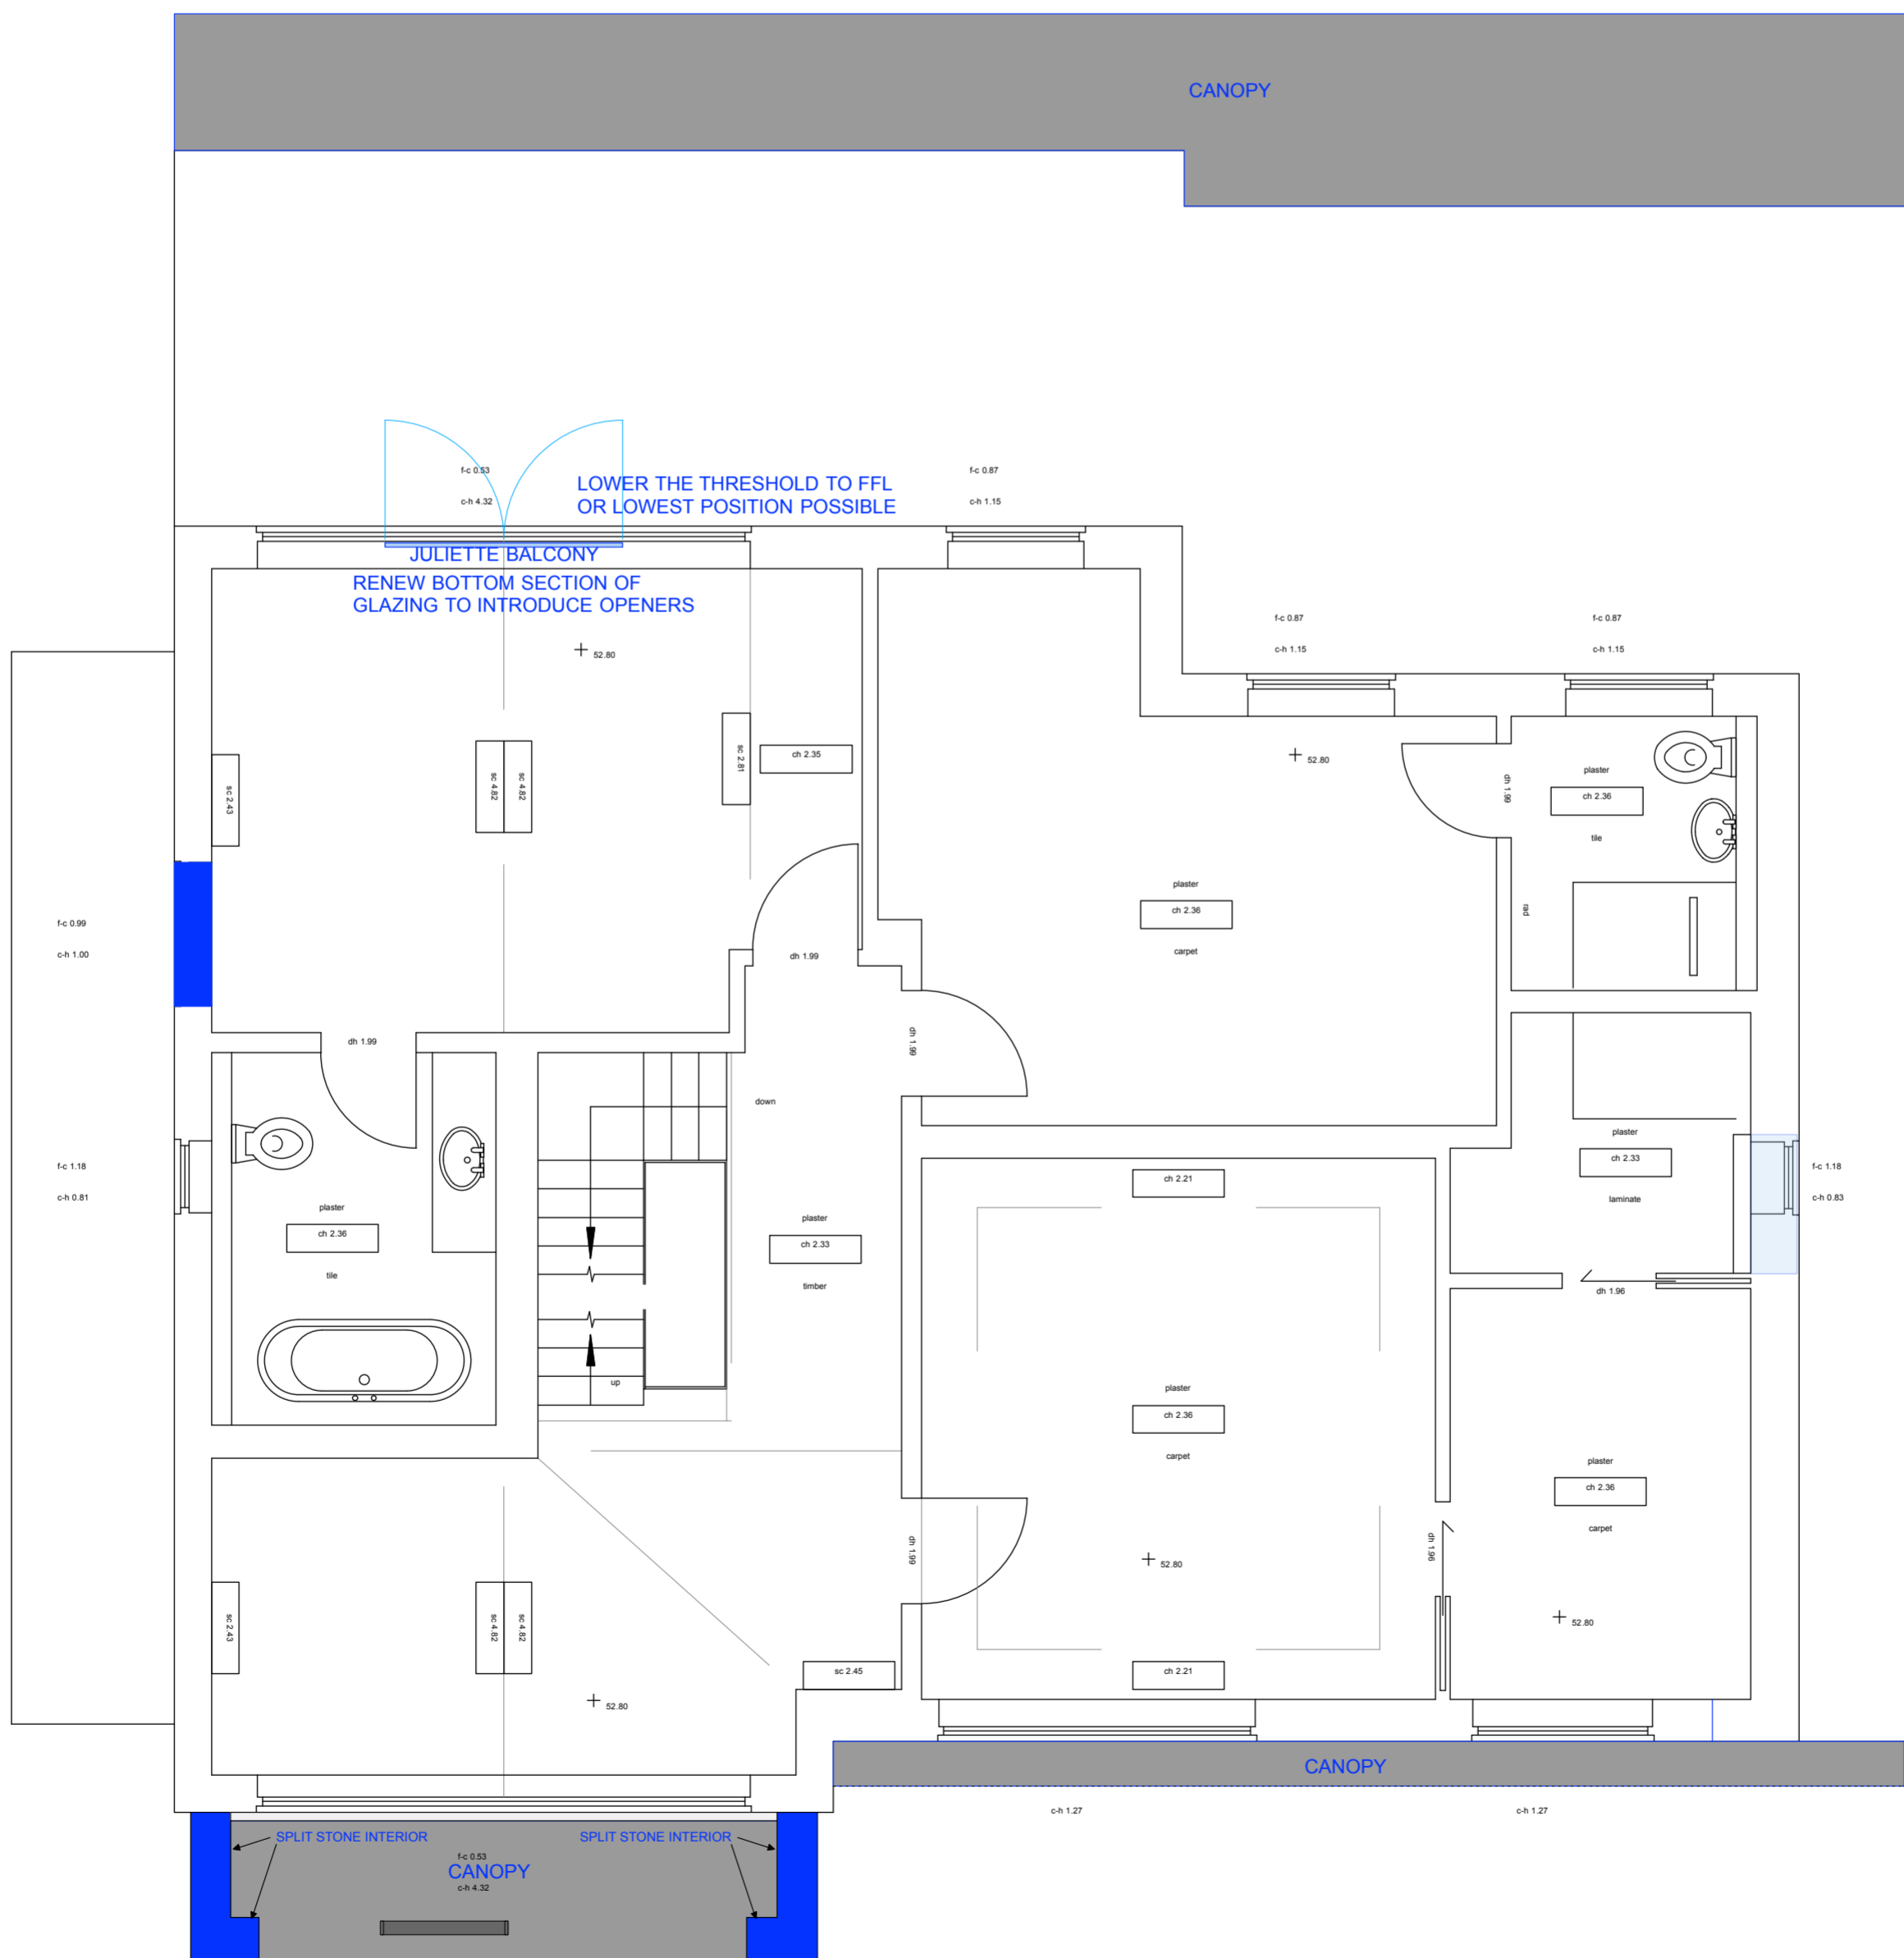 CANOPY
f-c 0.53
c-h 4.32
LOWER THE THRESHOLD TO FFL
OR LOWEST POSITION POSSIBLE
f-c 0.87
c-h 1.15
JULIETTE BALCONY
RENEW BOTTOM SECTION OF
GLAZING TO INTRODUCE OPENERS
f-c 0.87
c-h 1.15
f-c 0.87
c-h 1.15
52.80
sc 2.43
sc 4.82
sc 4.82
sc 2.81
ch 2.35
52.80
dh 1.99
plaster
ch 2.36
tile
plaster
ch 2.36
carpet
rad
f-c 0.99
c-h 1.00
dh 1.99
dh 1.99
dh 1.99
down
f-c 1.18
c-h 0.81
plaster
ch 2.36
tile
plaster
ch 2.33
timber
up
ch 2.21
plaster
ch 2.33
laminate
f-c 1.18
c-h 0.83
dh 1.96
plaster
ch 2.36
carpet
plaster
ch 2.36
carpet
dh 1.99
dh 1.96
52.80
52.80
sc 2.43
sc 4.82
sc 4.82
sc 2.45
ch 2.21
52.80
CANOPY
c-h 1.27
c-h 1.27
SPLIT STONE INTERIOR
SPLIT STONE INTERIOR
f-c 0.53
CANOPY
c-h 4.32